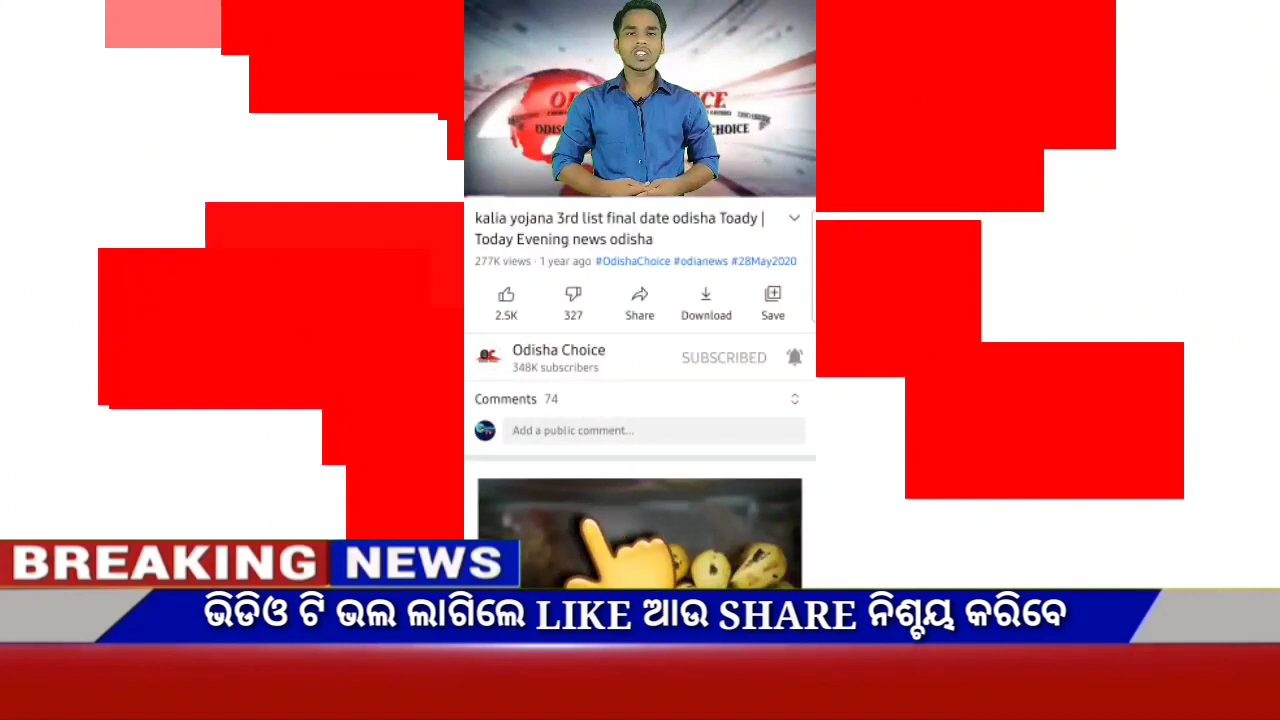 kalia yojana 3rd list final date odisha Toady |
Today Evening news odisha
277K views · 1 year ago #OdishaChoice #odianews #28May2020
2.5K 327 Share Download Save
Odisha Choice
348K subscribers
SUBSCRIBED
Comments 74
Add a public comment...
BREAKING NEWS
ଭିଡିଓ ଟି ଭଲ ଲାଗିଲେ LIKE ଆଉ SHARE ନିଶ୍ଚୟ କରିବେ